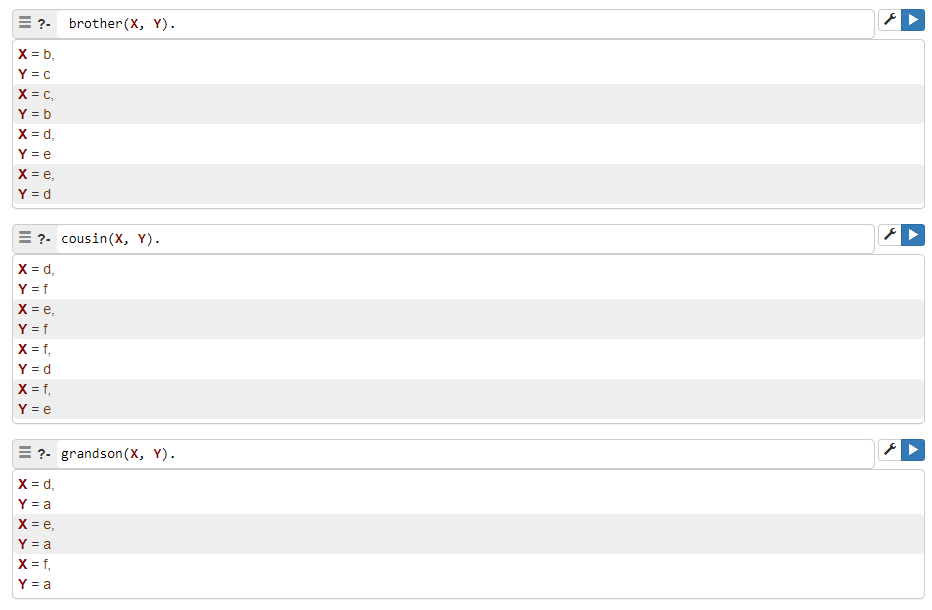 ?- brother(X, Y).
X = b,
Y = c
X = c,
Y = b
X = d,
Y = e
X = e,
Y = d
?- cousin(X, Y).
X = d,
Y = f
X = e,
Y = f
X = f,
Y = d
X = f,
Y = e
?- grandson(X, Y).
X = d,
Y = a
X = e,
Y = a
X = f,
Y = a